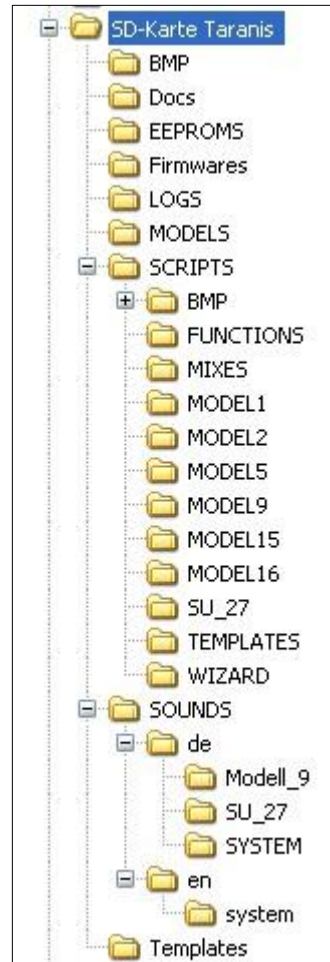 SD-Karte Taranis
BMP
Docs
EEPROMS
Firmwares
LOGS
MODELS
SCRIPTS
BMP
FUNCTIONS
MIXES
MODEL1
MODEL2
MODEL5
MODEL9
MODEL15
MODEL16
SU_27
TEMPLATES
WIZARD
SOUNDS
de
Modell_9
SU_27
SYSTEM
en
system
Templates